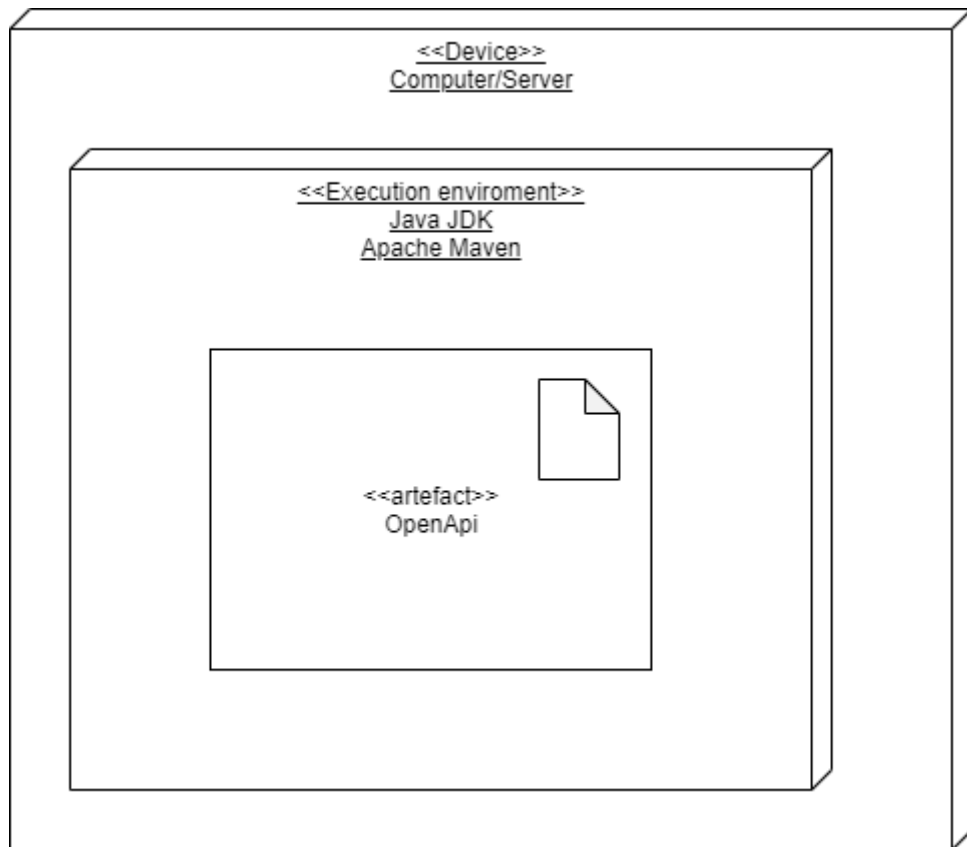 <<Device>>
Computer/Server
<<Execution enviroment>>
Java JDK
Apache Maven
<<artefact>>
OpenApi